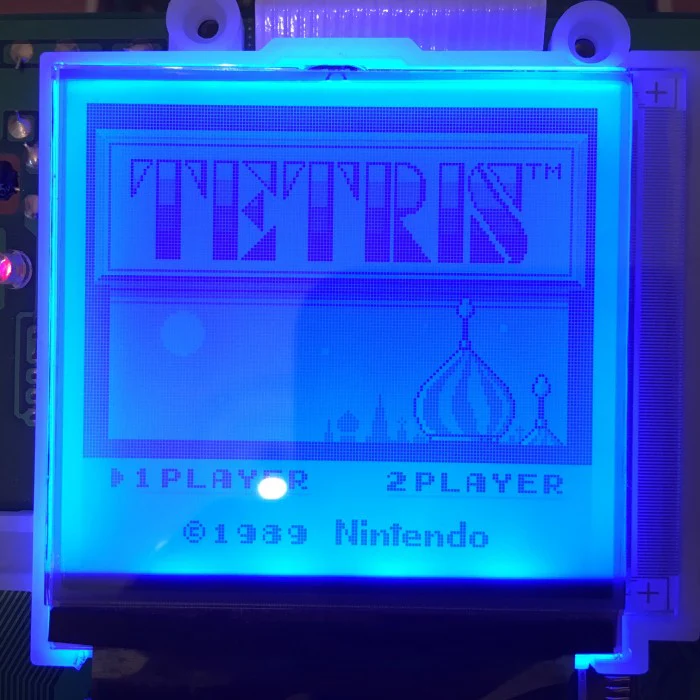 TETRIS™
▶1PLAYER 2PLAYER
©1989 Nintendo